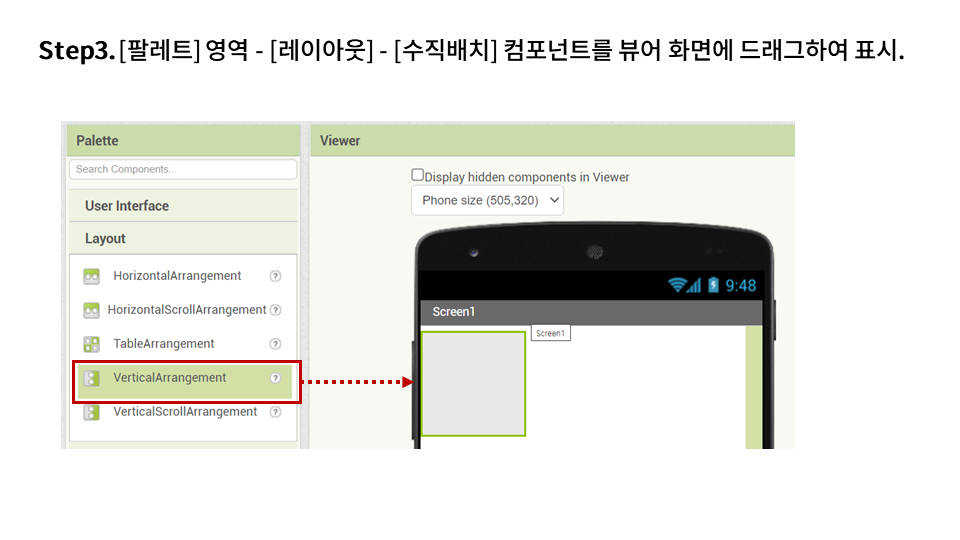 Step3. [팔레트] 영역 - [레이아웃] - [수직배치] 컴포넌트를 뷰어 화면에 드래그하여 표시.
Palette
Search Components...
User Interface
Layout
HorizontalArrangement ?
HorizontalScrollArrangement ?
TableArrangement ?
VerticalArrangement ?
VerticalScrollArrangement ?
Viewer
Display hidden components in Viewer
Phone size (505,320)
9:48
Screen1
Screen1